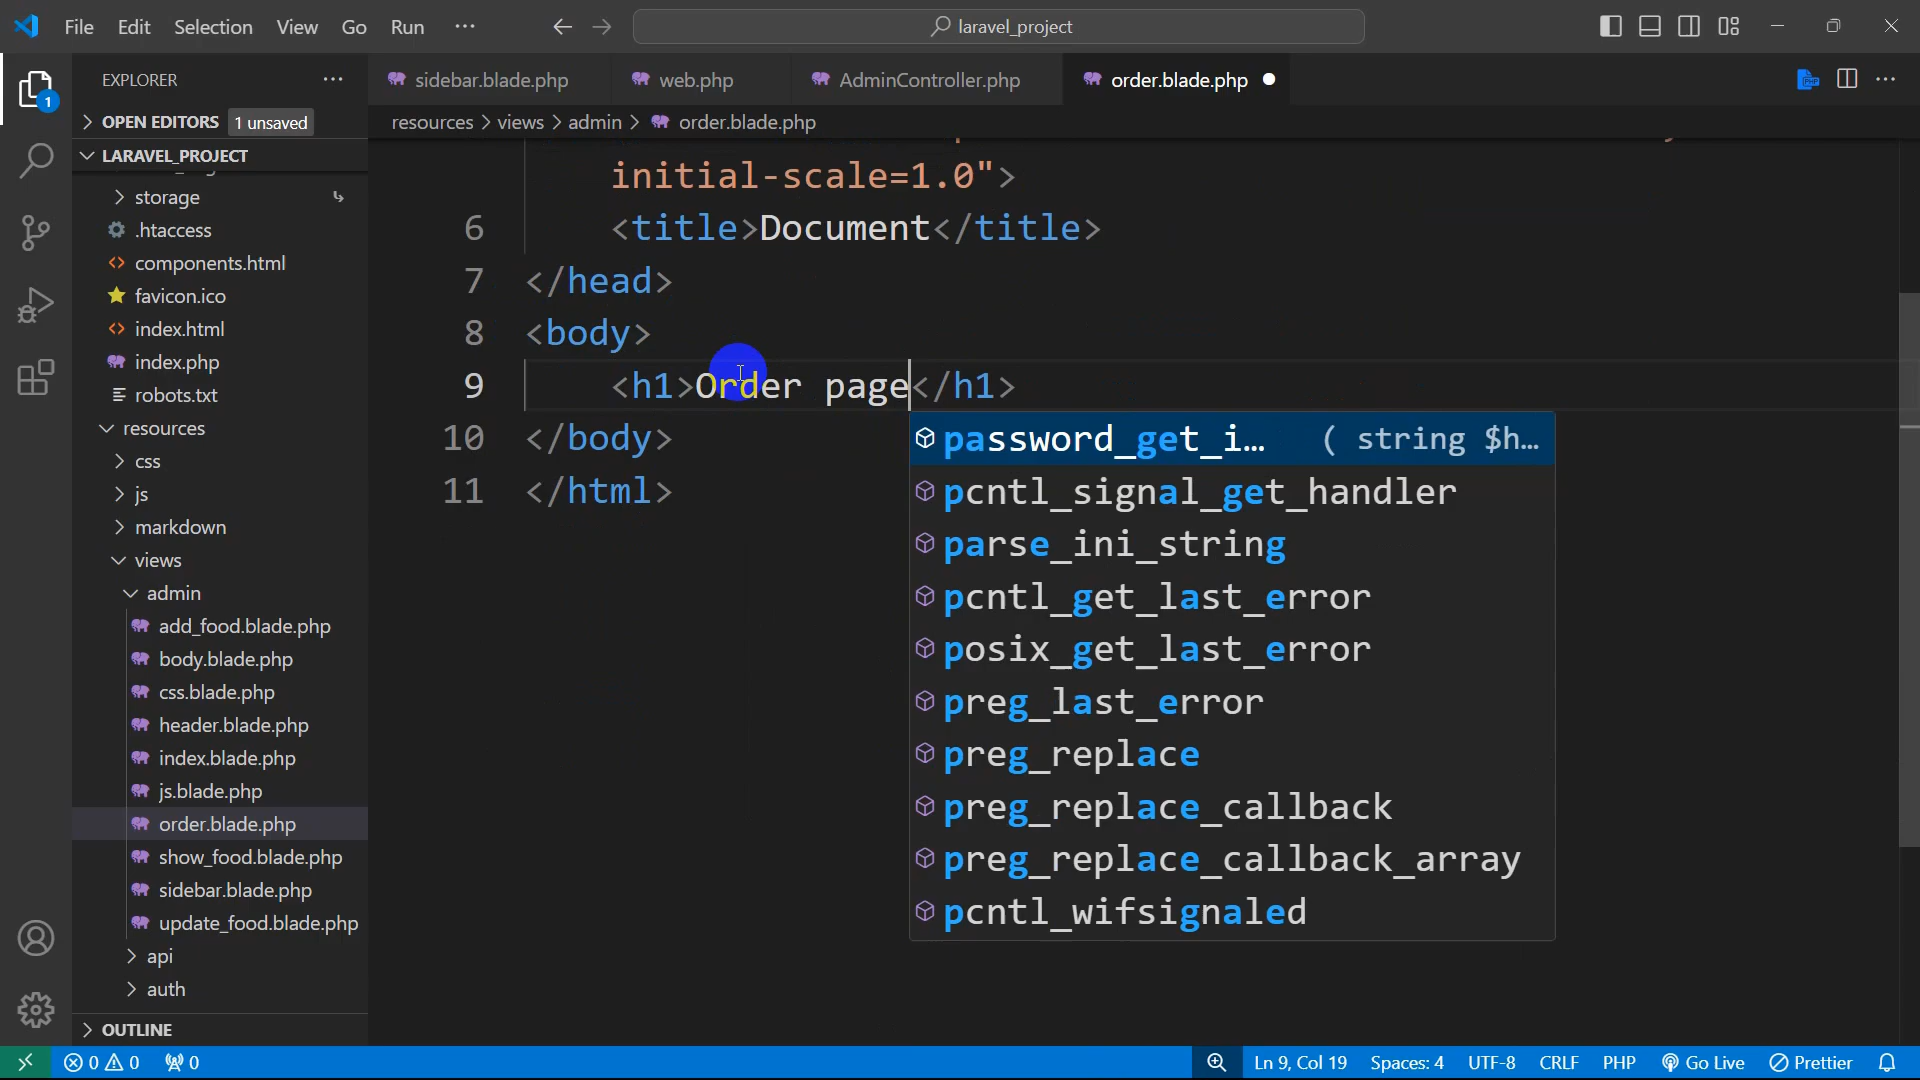 File Edit Selection View Go Run ··· laravel_project
EXPLORER ···
OPEN EDITORS 1 unsaved
LARAVEL_PROJECT
storage
.htaccess
components.html
favicon.ico
index.html
index.php
robots.txt
resources
css
js
markdown
views
admin
add_food.blade.php
body.blade.php
css.blade.php
header.blade.php
index.blade.php
js.blade.php
order.blade.php
show_food.blade.php
sidebar.blade.php
update_food.blade.php
api
auth
OUTLINE
1
sidebar.blade.php web.php AdminController.php order.blade.php
PHP
resources > views > admin > order.blade.php
initial-scale=1.0">
6 <title>Document</title>
7 </head>
8 <body>
9 <h1>Order page</h1>
10 </body>
11 </html>
password_get_i… ( string $h…
pcntl_signal_get_handler
parse_ini_string
pcntl_get_last_error
posix_get_last_error
preg_last_error
preg_replace
preg_replace_callback
preg_replace_callback_array
pcntl_wifsignaled
0 0 0 Ln 9, Col 19 Spaces: 4 UTF-8 CRLF PHP Go Live Prettier